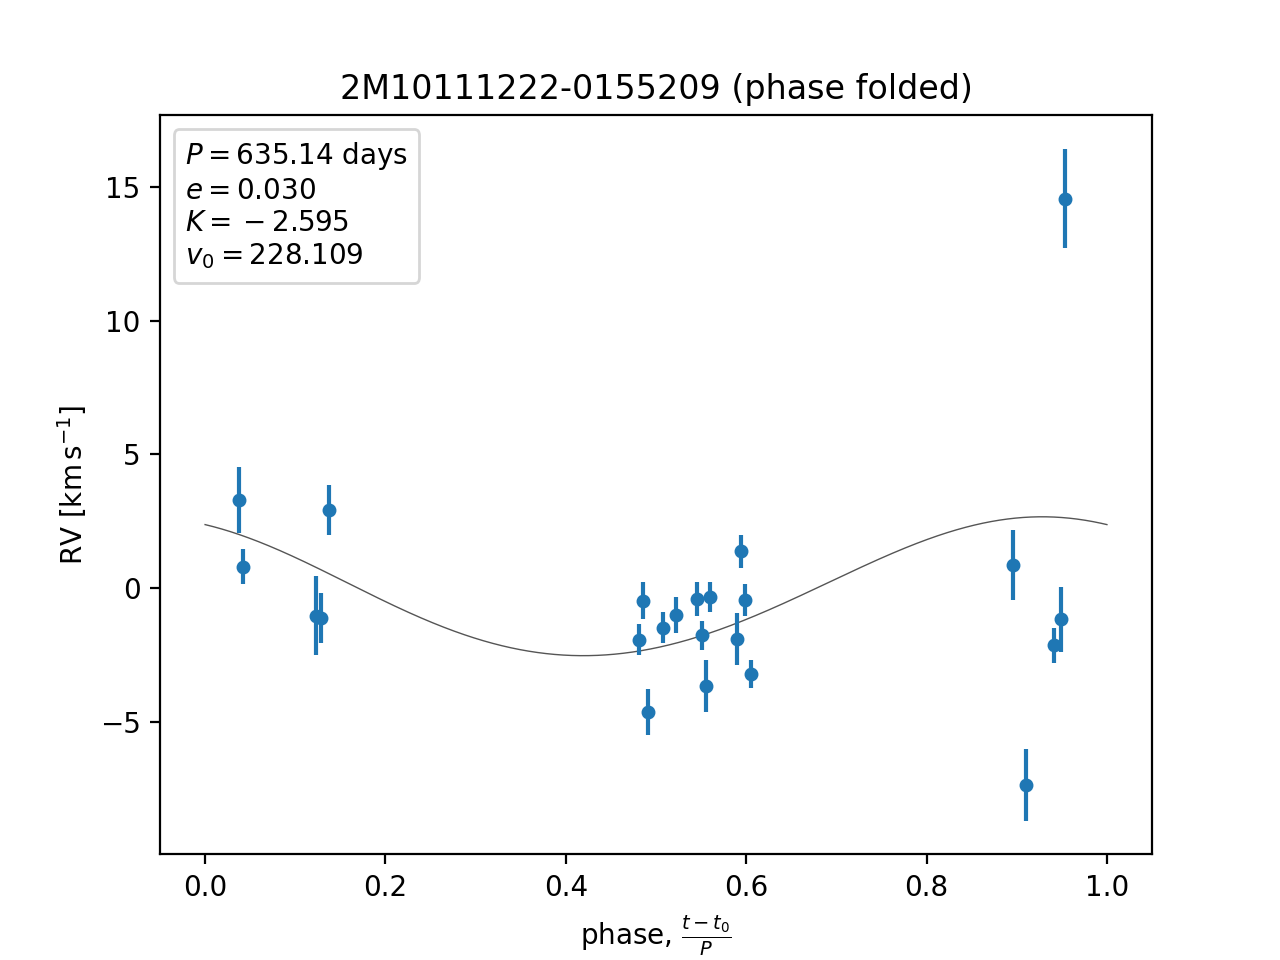 2M10111222-0155209 (phase folded)
P = 635.14 days
e = 0.030
K = −2.595
v₀ = 228.109
15
10
5
0
−5
RV [km s⁻¹]
0.0 0.2 0.4 0.6 0.8 1.0
phase, (t − t₀)/P